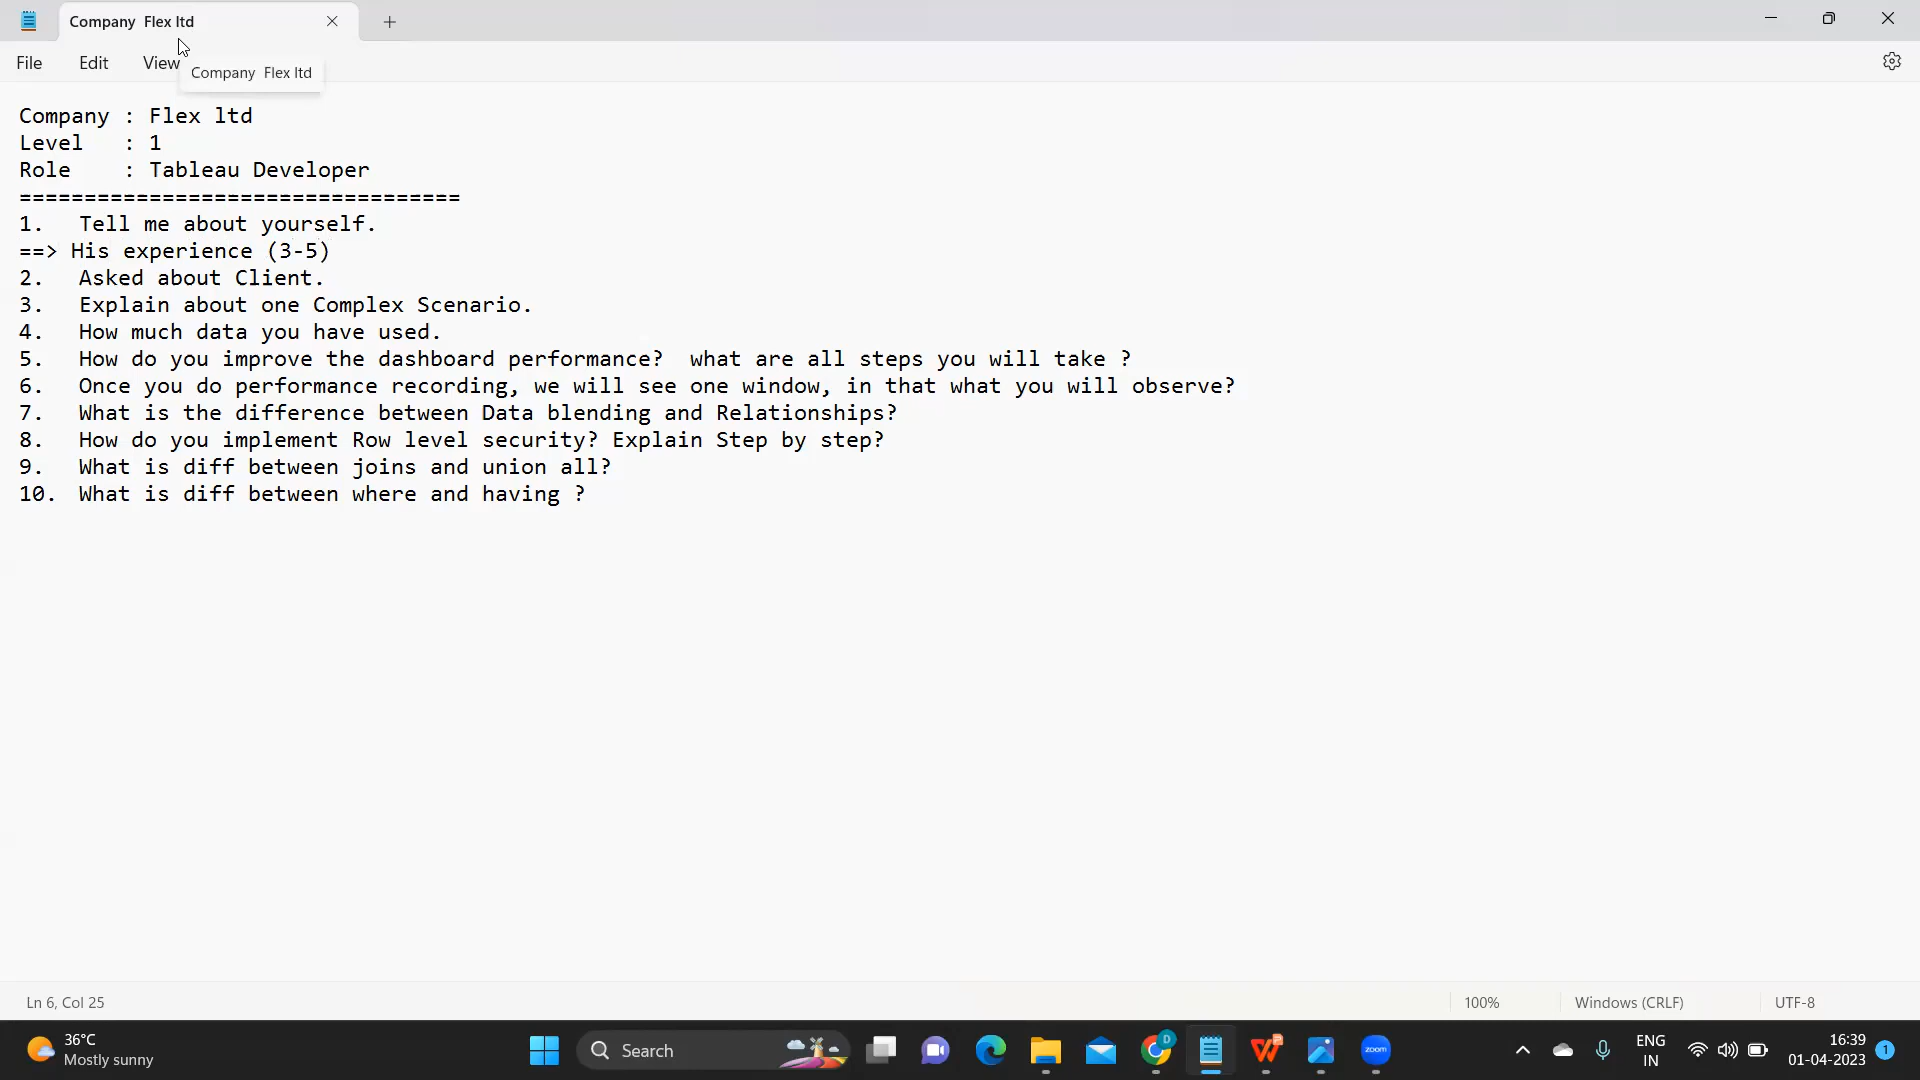 Company  Flex ltd
File Edit View
Company  Flex ltd
Company : Flex ltd
Level   : 1
Role    : Tableau Developer
==================================
1.   Tell me about yourself.
==> His experience (3-5)
2.   Asked about Client.
3.   Explain about one Complex Scenario.
4.   How much data you have used.
5.   How do you improve the dashboard performance?  what are all steps you will take ?
6.   Once you do performance recording, we will see one window, in that what you will observe?
7.   What is the difference between Data blending and Relationships?
8.   How do you implement Row level security? Explain Step by step?
9.   What is diff between joins and union all?
10.  What is diff between where and having ?
Ln 6, Col 25 100% Windows (CRLF) UTF-8
36°C
Mostly sunny
Search
D
zoom
ENG
IN
16:39
01-04-2023
1